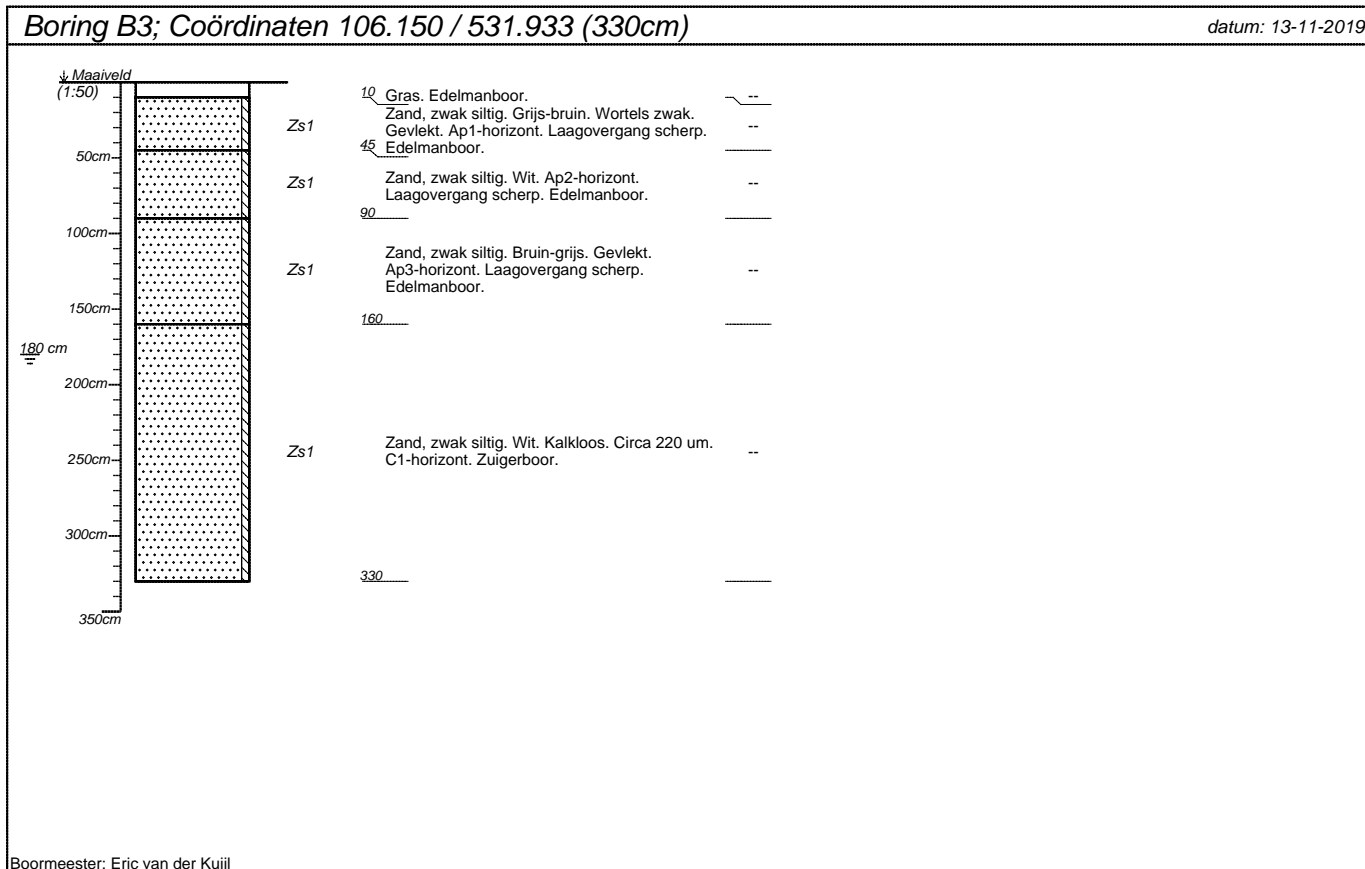 Boring B3; Coördinaten 106.150 / 531.933 (330cm)
datum: 13-11-2019
Maaiveld
(1:50)
10 Gras. Edelmanboor. --
Zs1
Zand, zwak siltig. Grijs-bruin. Wortels zwak.
Gevlekt. Ap1-horizont. Laagovergang scherp. --
45 Edelmanboor.
50cm
Zs1
Zand, zwak siltig. Wit. Ap2-horizont. --
Laagovergang scherp. Edelmanboor.
90
100cm
Zs1
Zand, zwak siltig. Bruin-grijs. Gevlekt.
Ap3-horizont. Laagovergang scherp. --
Edelmanboor.
150cm
160
180 cm
200cm
Zs1
Zand, zwak siltig. Wit. Kalkloos. Circa 220 um. --
C1-horizont. Zuigerboor.
250cm
300cm
330
350cm
Boormeester: Eric van der Kuijl